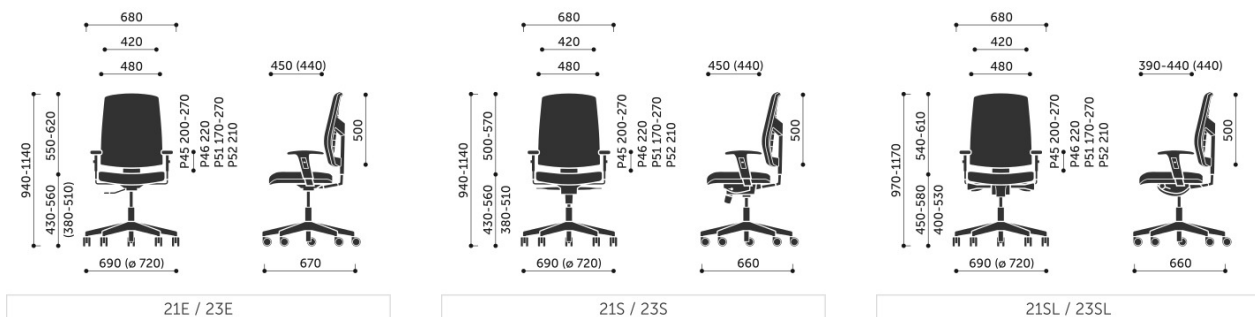 680
420
480
450 (440)
940-1140
550-620
430-560
(380-510)
P45 200-270
P46 220
P51 170-270
P52 210
500
690 (ø 720)
670
21E / 23E
680
420
480
450 (440)
940-1140
500-570
430-560
380-510
P45 200-270
P46 220
P51 170-270
P52 210
500
690 (ø 720)
660
21S / 23S
680
420
480
390-440 (440)
970-1170
540-610
450-580
400-530
P45 200-270
P46 220
P51 170-270
P52 210
500
690 (ø 720)
660
21SL / 23SL